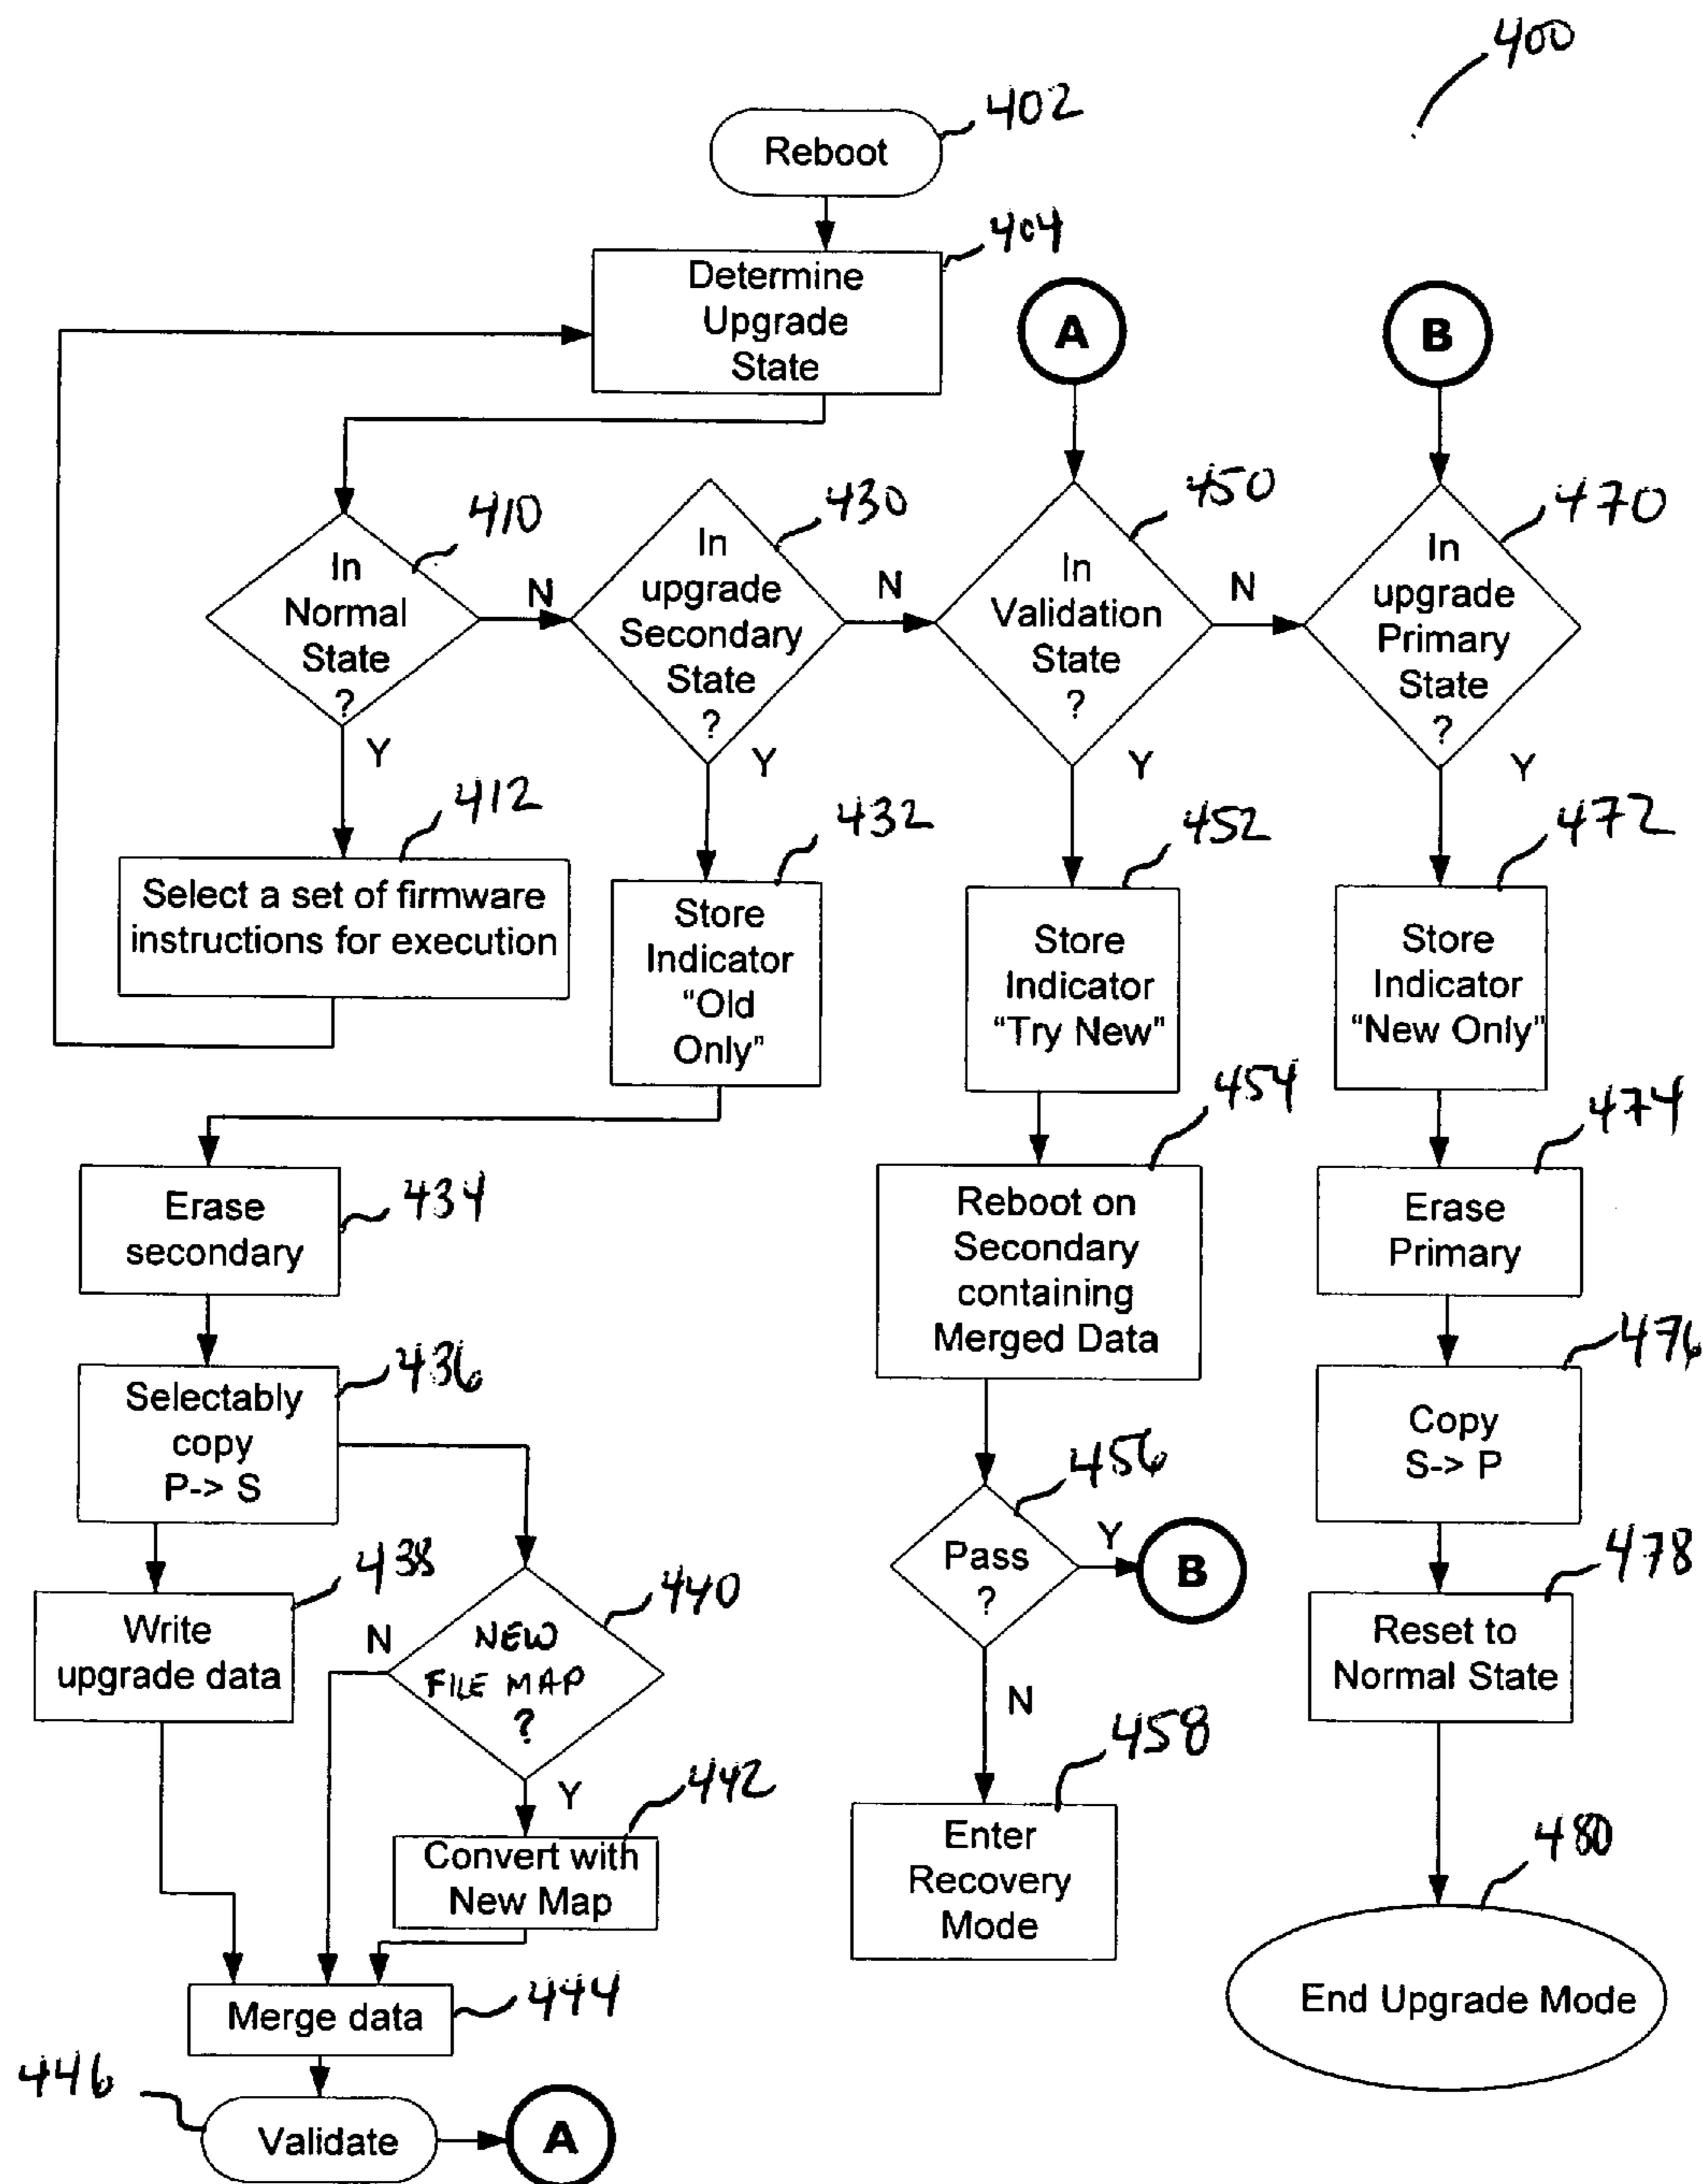 400
402
Reboot
404
Determine
Upgrade
State
A
B
410
In
Normal
State
?
N
Y
430
In
upgrade
Secondary
State
?
N
Y
450
In
Validation
State
?
N
Y
470
In
upgrade
Primary
State
?
Y
412
Select a set of firmware
instructions for execution
432
Store
Indicator
“Old
Only”
452
Store
Indicator
“Try New”
472
Store
Indicator
“New Only”
434
Erase
secondary
454
Reboot on
Secondary
containing
Merged Data
474
Erase
Primary
436
Selectably
copy
P-> S
476
Copy
S-> P
438
Write
upgrade data
440
NEW
FILE MAP
?
N
Y
456
Pass
?
Y
B
N
478
Reset to
Normal State
442
Convert with
New Map
458
Enter
Recovery
Mode
480
End Upgrade Mode
444
Merge data
446
Validate
A